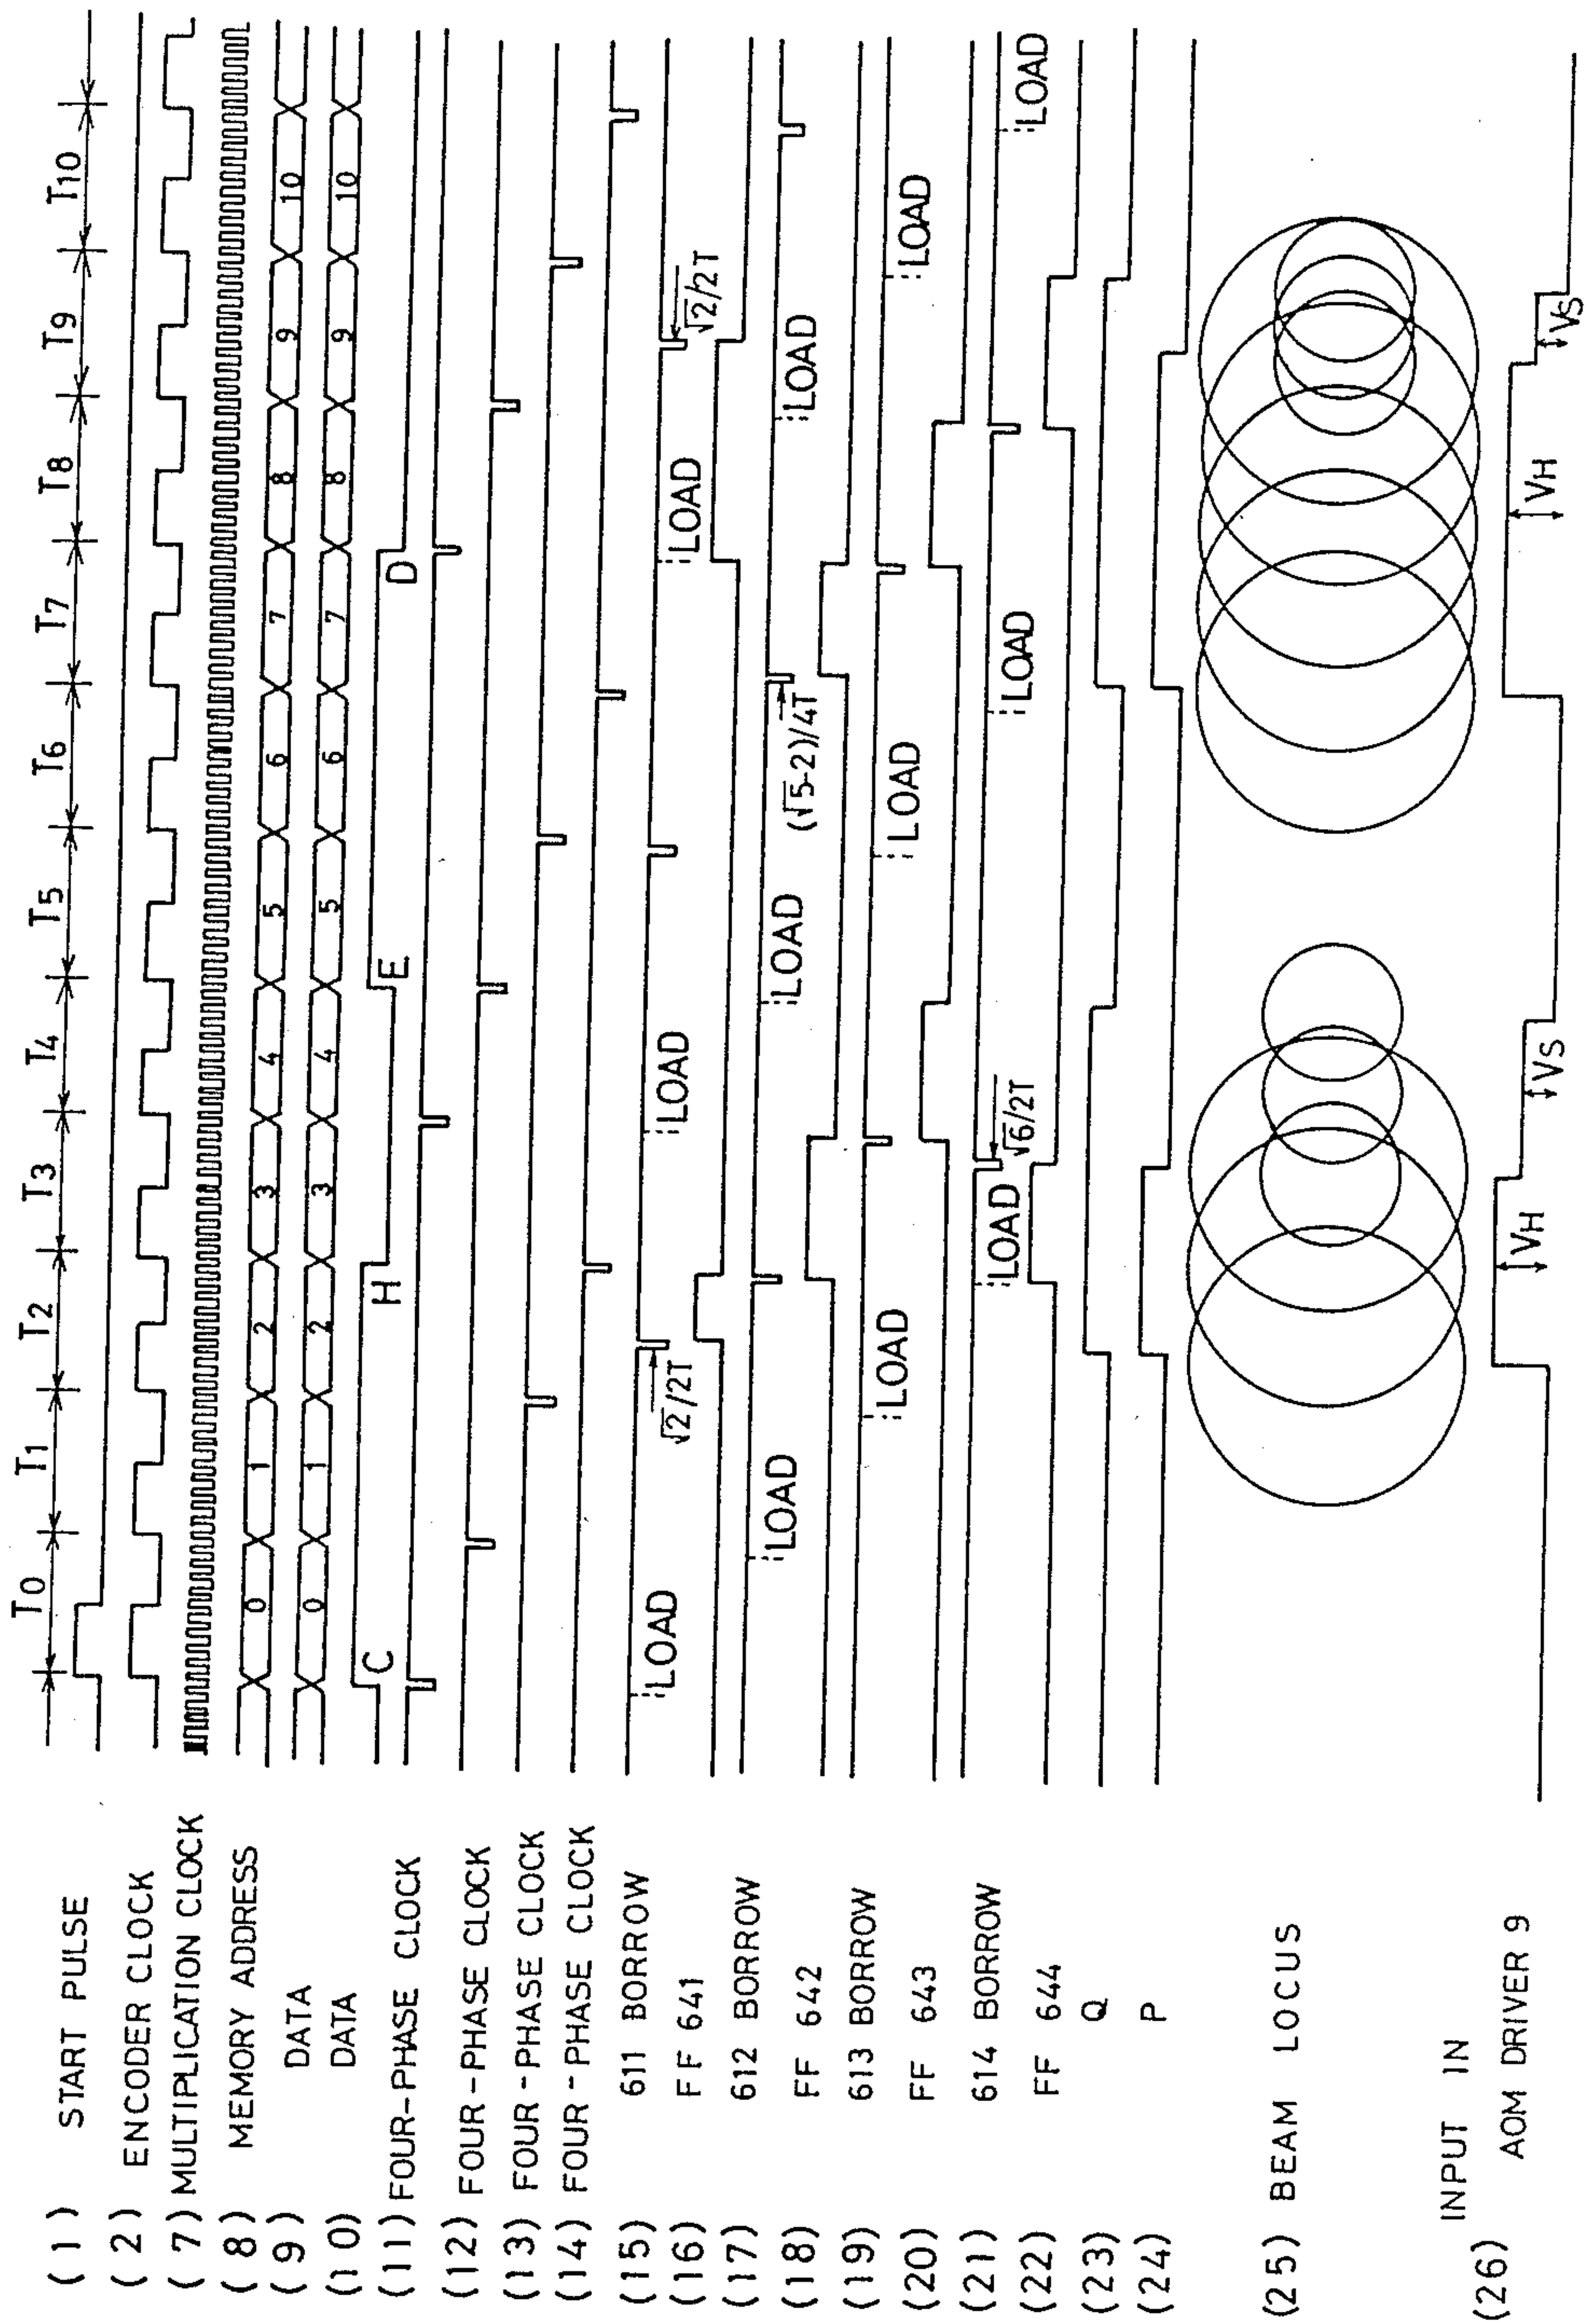 T0 T1 T2 T3 T4 T5 T6 T7 T8 T9 T10
(1) START PULSE
(2) ENCODER CLOCK
(7) MULTIPLICATION CLOCK
(8) MEMORY ADDRESS
0 1 2 3 4 5 6 7 8 9 10
(9) DATA
0 1 2 3 4 5 6 7 8 9 10
(10) DATA
C H E D
(11) FOUR-PHASE CLOCK
(12) FOUR-PHASE CLOCK
(13) FOUR-PHASE CLOCK
(14) FOUR-PHASE CLOCK
(15) 611 BORROW
LOAD √2/2T LOAD LOAD √2/2T
(16) FF 641
(17) 612 BORROW
LOAD LOAD (√5-2)/4T LOAD
(18) FF 642
(19) 613 BORROW
LOAD LOAD LOAD
(20) FF 643
(21) 614 BORROW
LOAD √6/2T LOAD LOAD
(22) FF 644
(23) Q
(24) P
(25) BEAM LOCUS
(26) INPUT IN
AOM DRIVER 9
VH VS VH VS